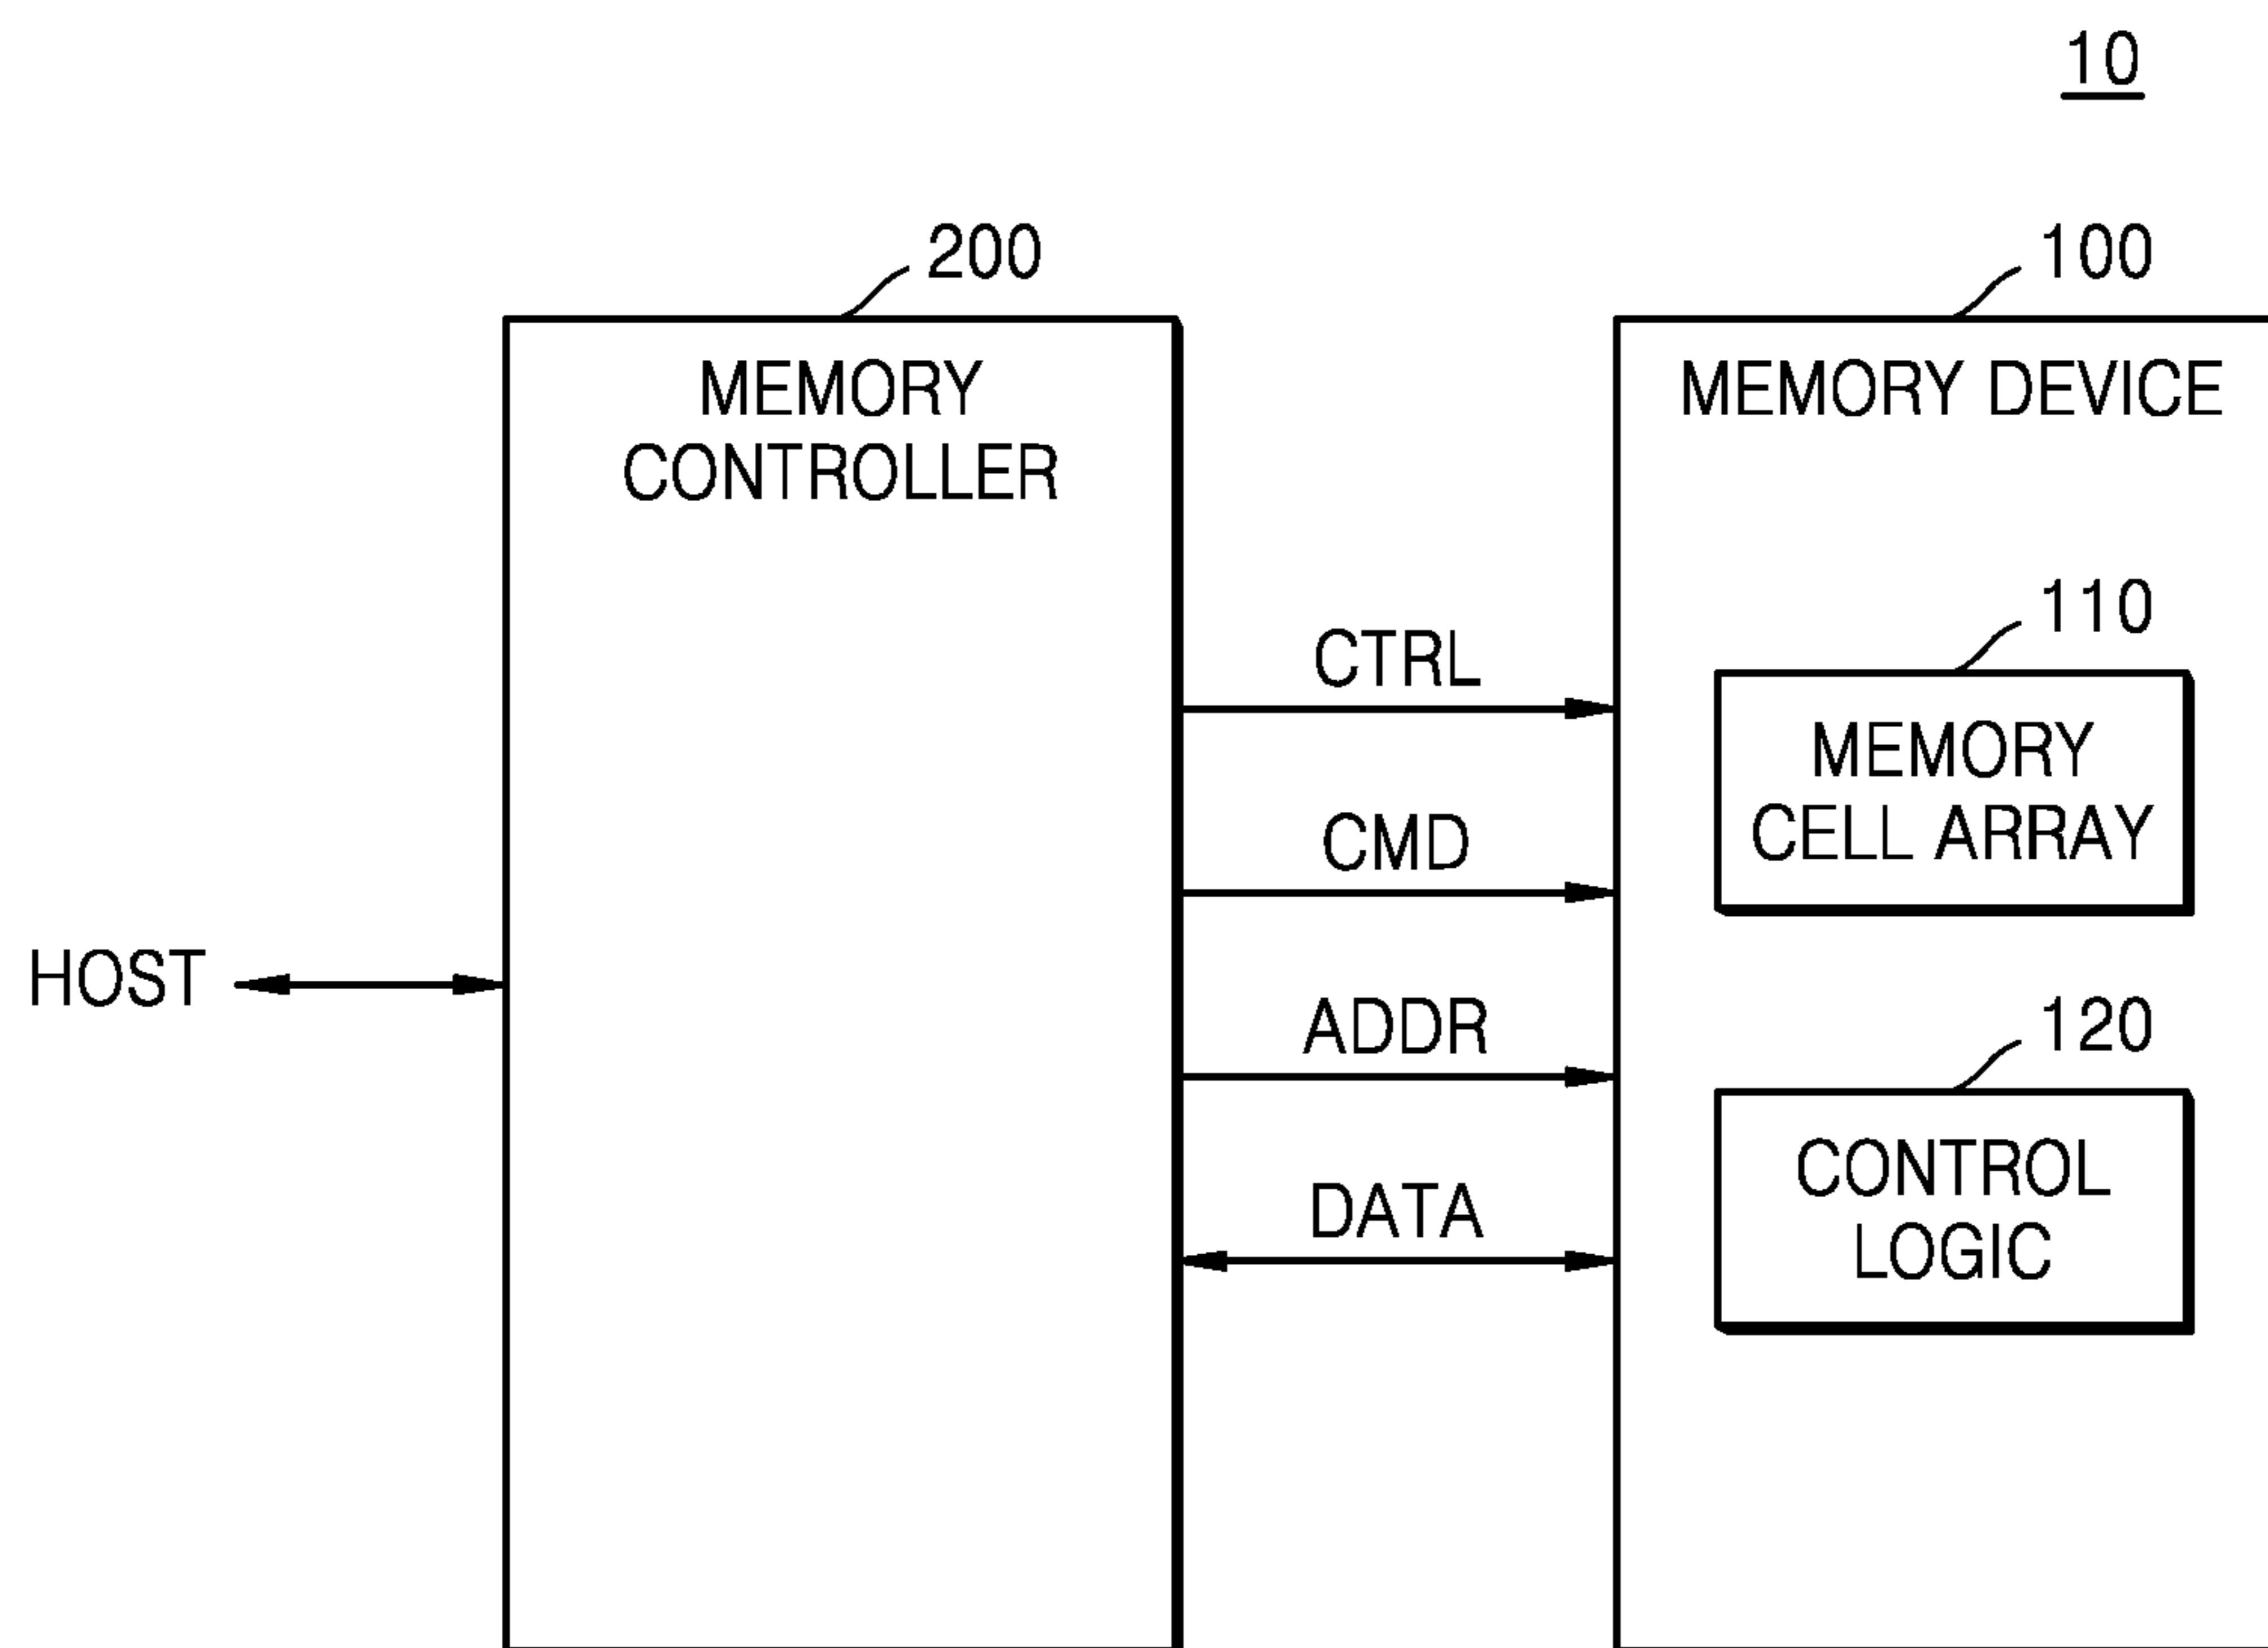 10
200
100
MEMORY
CONTROLLER
MEMORY DEVICE
110
CTRL
MEMORY
CELL ARRAY
CMD
HOST
ADDR
120
CONTROL
LOGIC
DATA